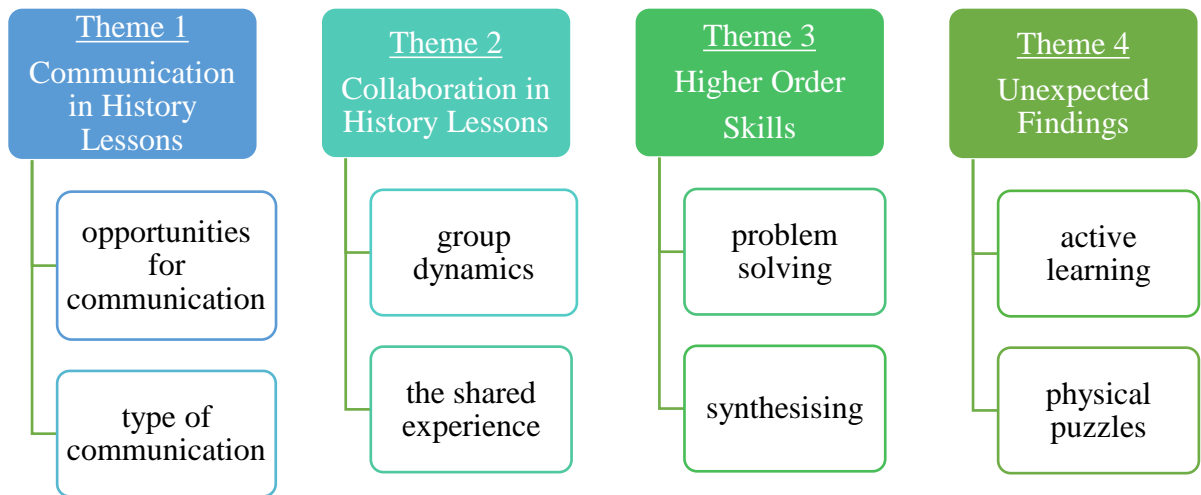 Theme 1
Communication
in History
Lessons
opportunities
for
communication
type of
communication
Theme 2
Collaboration in
History Lessons
group
dynamics
the shared
experience
Theme 3
Higher Order
Skills
problem
solving
synthesising
Theme 4
Unexpected
Findings
active
learning
physical
puzzles